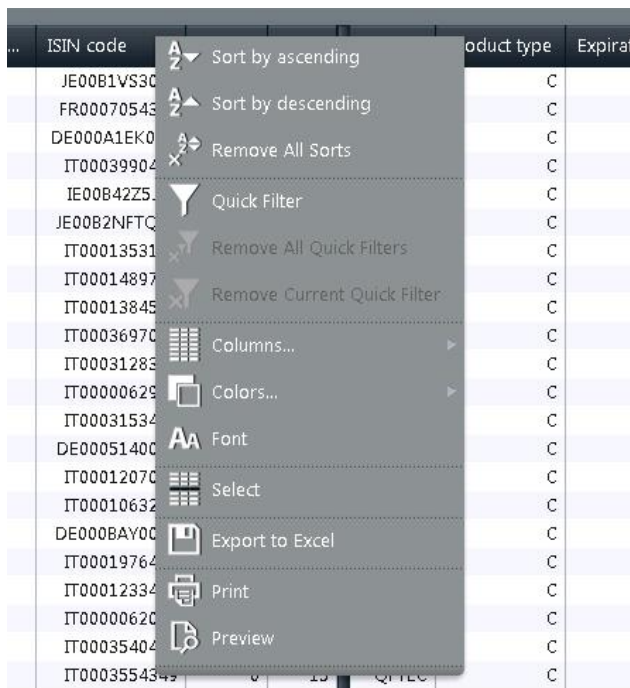 ... ISIN code oduct type Expira
Sort by ascending
Sort by descending
Remove All Sorts
Quick Filter
Remove All Quick Filters
Remove Current Quick Filter
Columns...
Colors...
Font
Select
Export to Excel
Print
Preview
JE00B1VS30 C
FR00070543 C
DE000A1EK0 C
IT00039904 C
IE00B42Z5 C
JE00B2NFTQ C
IT00013531 C
IT00014897 C
IT00013845 C
IT00036970 C
IT00031283 C
IT00000629 C
IT00031534 C
DE00051400 C
IT00012070 C
IT00010632 C
DE000BAY00 C
IT00019764 C
IT00012334 C
IT00000620 C
IT00035404 C
IT0003554349 C